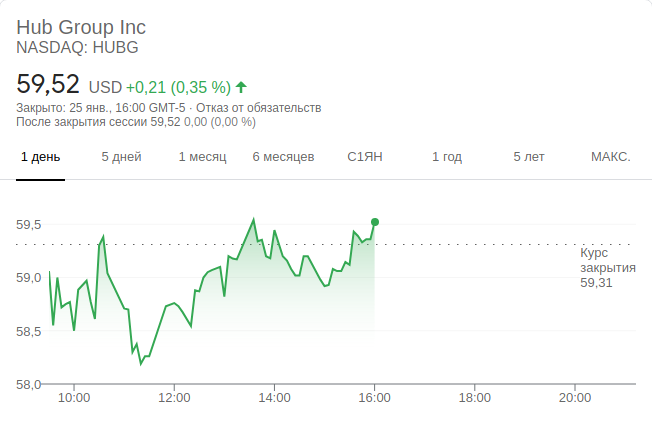 Hub Group Inc
NASDAQ: HUBG
59,52 USD +0,21 (0,35 %)
Закрыто: 25 янв., 16:00 GMT-5 · Отказ от обязательств
После закрытия сессии 59,52 0,00 (0,00 %)
1 день 5 дней 1 месяц 6 месяцев С1ЯН 1 год 5 лет МАКС.
59,5
Курс
закрытия
59,31
59,0
58,5
58,0
10:00 12:00 14:00 16:00 18:00 20:00